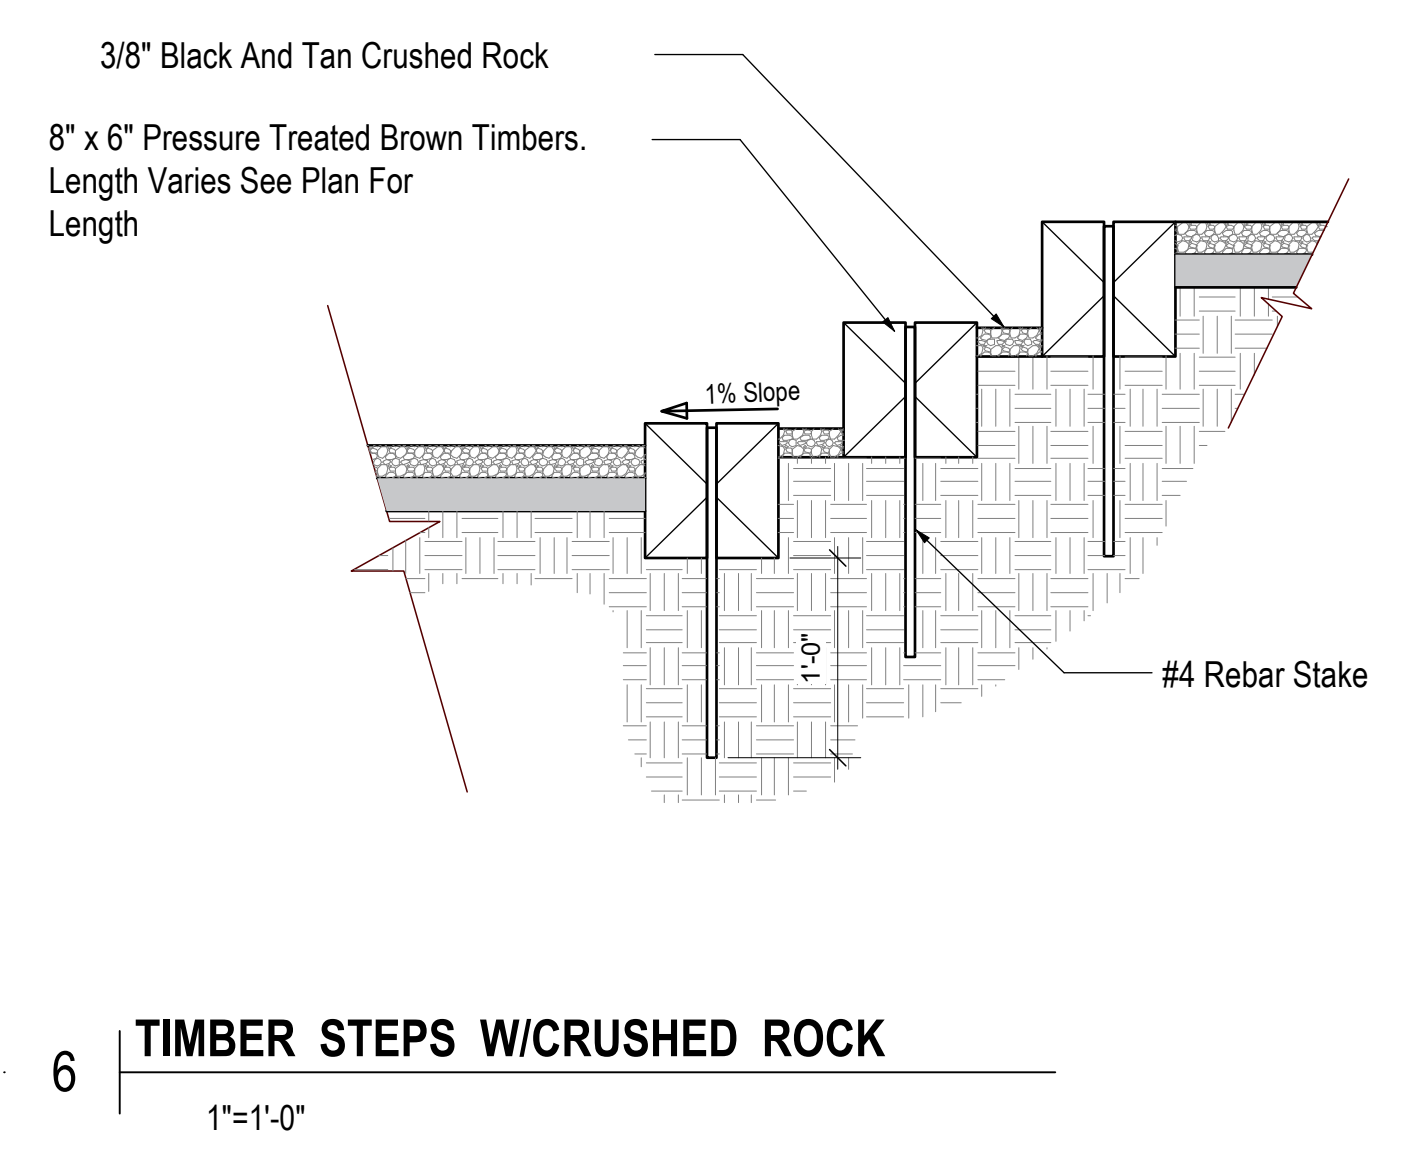 3/8" Black And Tan Crushed Rock
8" x 6" Pressure Treated Brown Timbers.
Length Varies See Plan For
Length
1% Slope
1'-0"
#4 Rebar Stake
6
TIMBER STEPS W/CRUSHED ROCK
1"=1'-0"